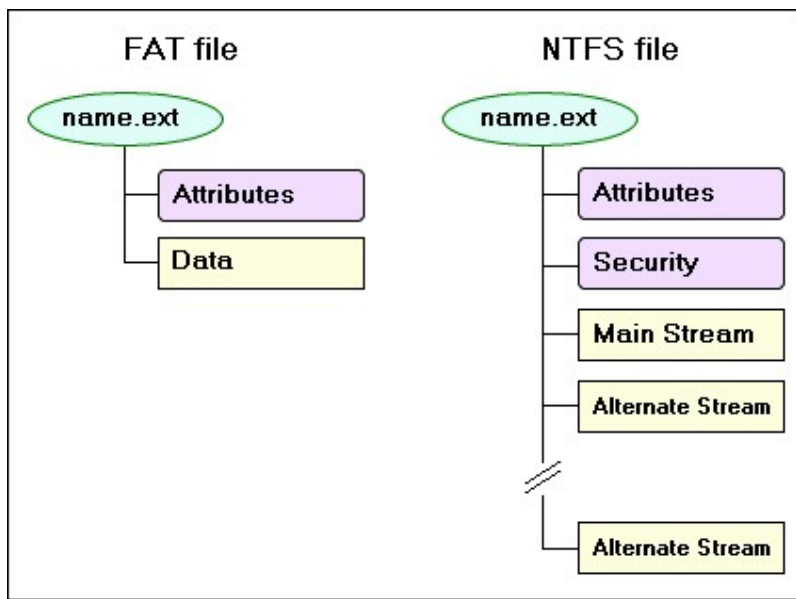 FAT file
name.ext
Attributes
Data
NTFS file
name.ext
Attributes
Security
Main Stream
Alternate Stream
Alternate Stream